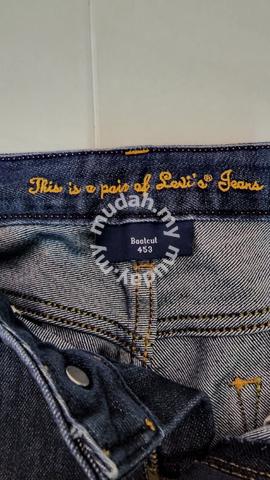 This is a pair of Levi's® Jeans
Bootcut
453
mudah.my
mudah.my